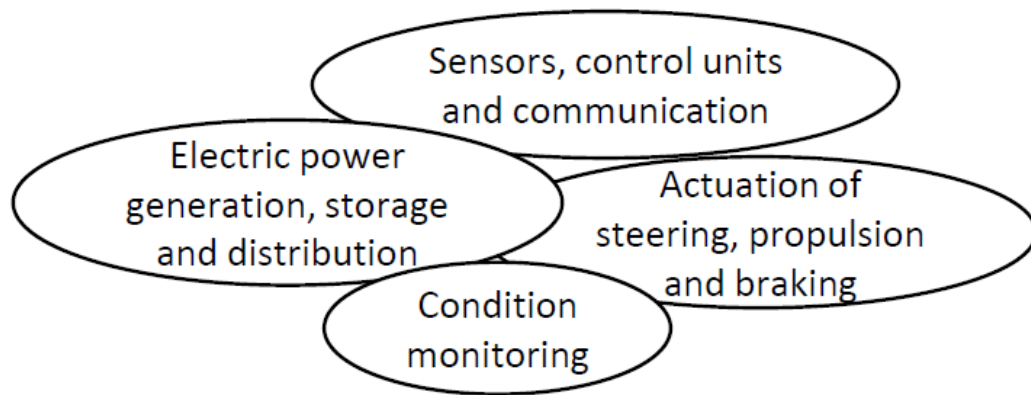 Sensors, control units
and communication
Electric power
generation, storage
and distribution
Actuation of
steering, propulsion
and braking
Condition
monitoring